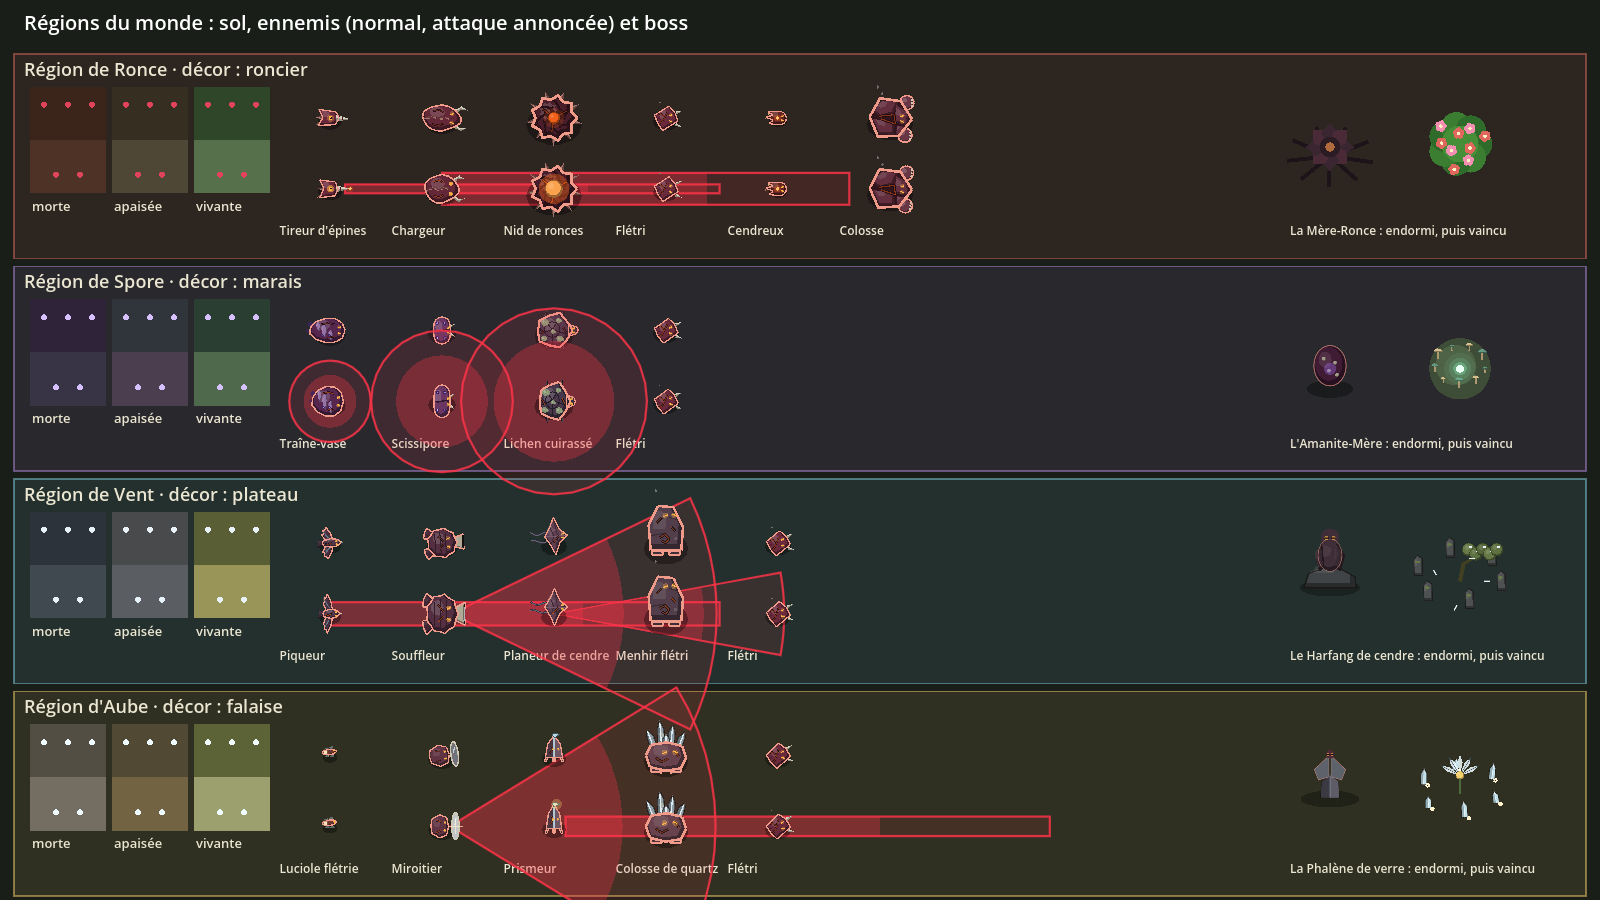 Régions du monde : sol, ennemis (normal, attaque annoncée) et boss
Région de Ronce · décor : roncier
morte apaisée vivante
Tireur d'épines Chargeur Nid de ronces Flétri Cendreux Colosse
La Mère-Ronce : endormi, puis vaincu
Région de Spore · décor : marais
morte apaisée vivante
Traîne-vase Scissipore Lichen cuirassé Flétri
L'Amanite-Mère : endormi, puis vaincu
Région de Vent · décor : plateau
morte apaisée vivante
Piqueur Souffleur Planeur de cendre Menhir flétri Flétri
Le Harfang de cendre : endormi, puis vaincu
Région d'Aube · décor : falaise
morte apaisée vivante
Luciole flétrie Miroitier Prismeur Colosse de quartz Flétri
La Phalène de verre : endormi, puis vaincu